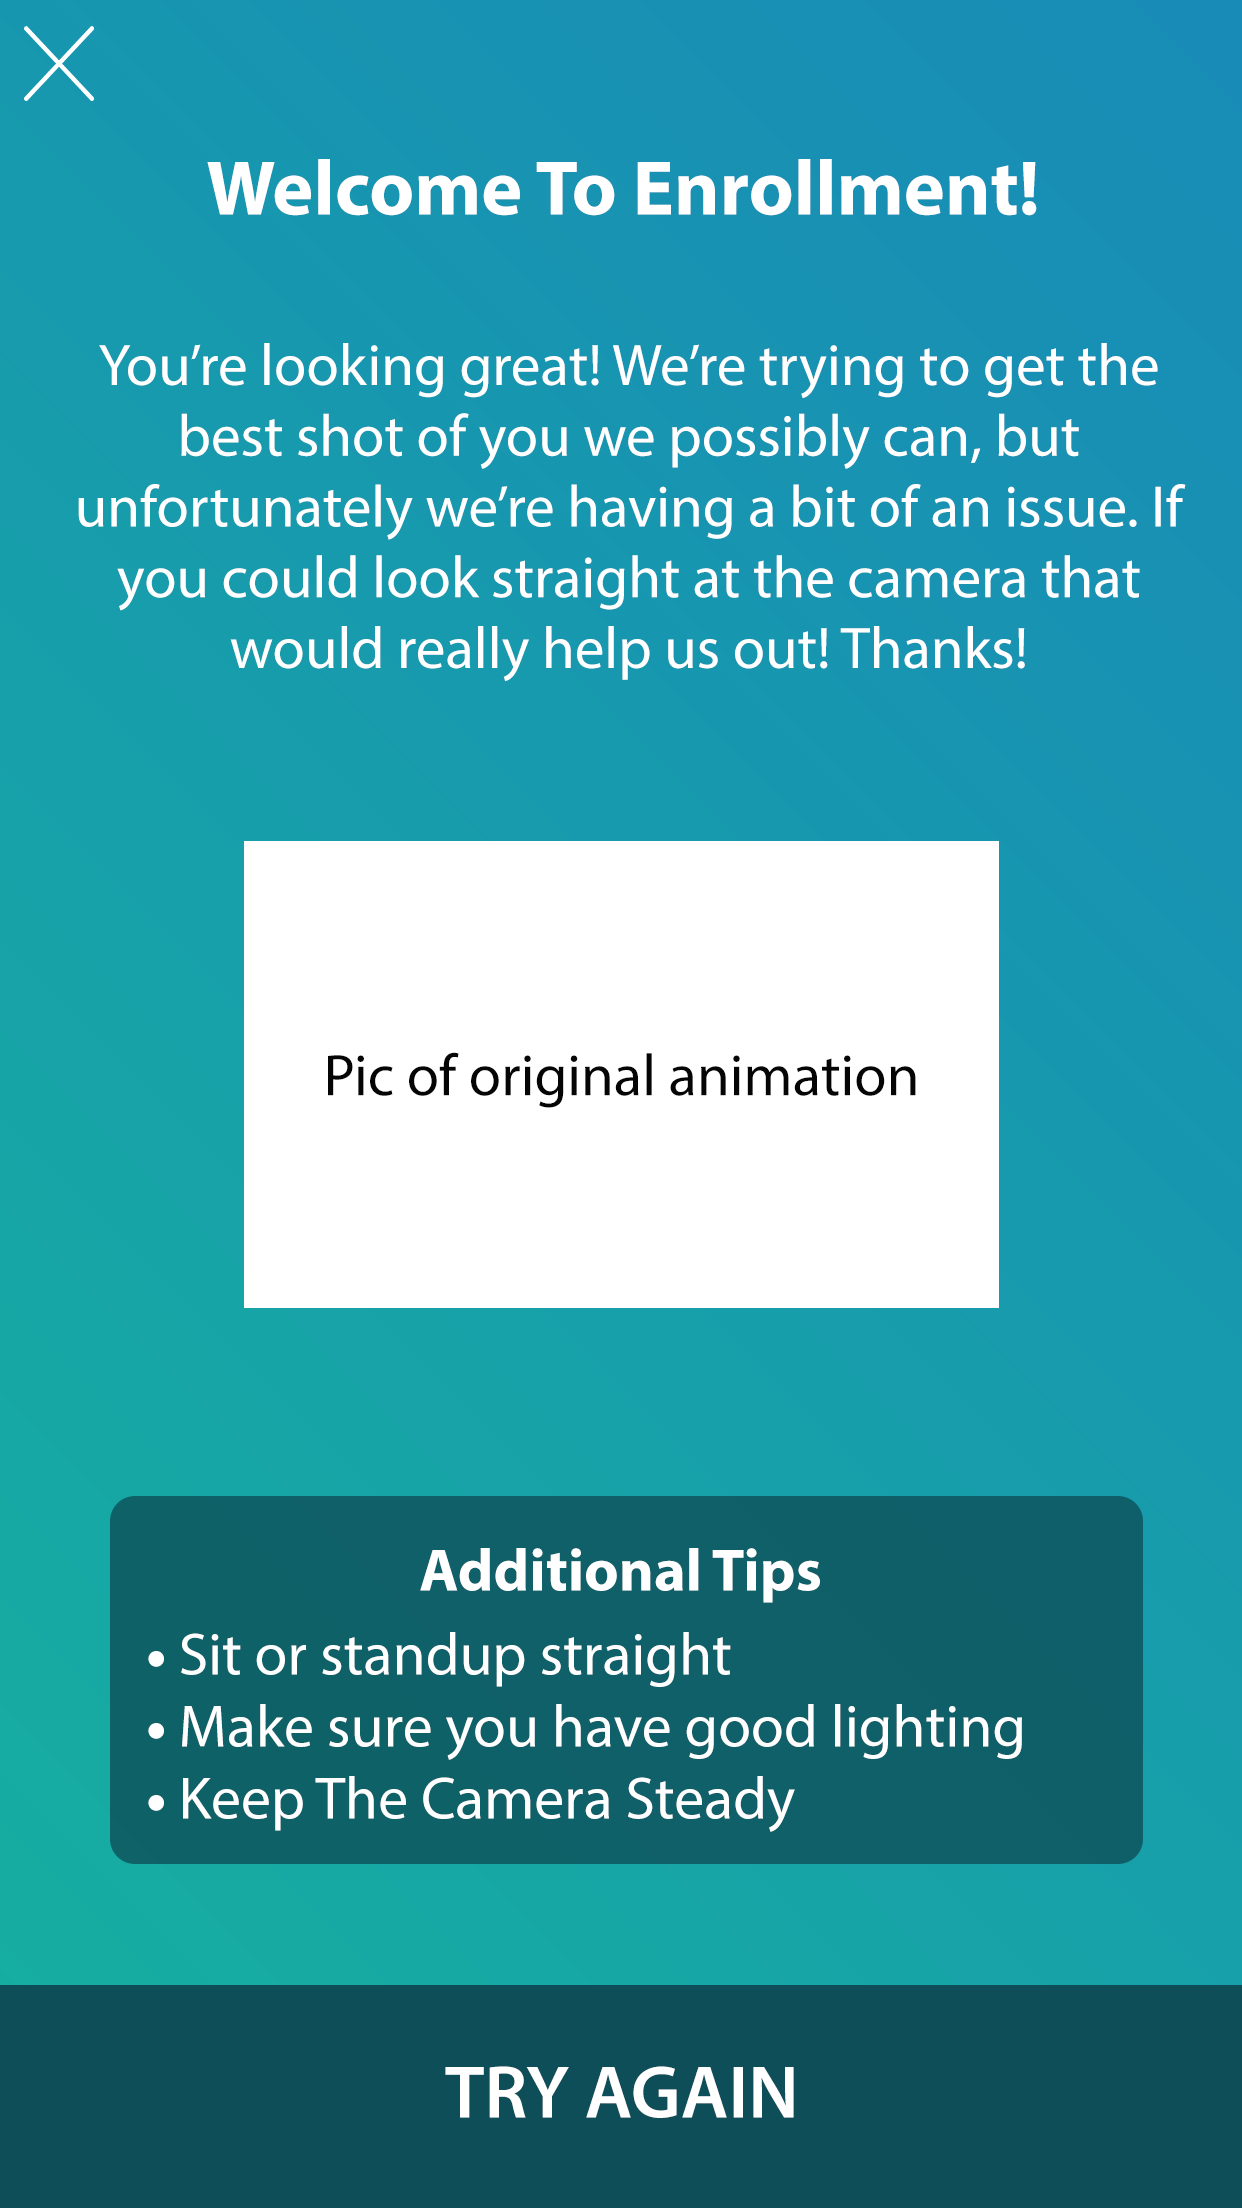 Welcome To Enrollment!
You’re looking great! We’re trying to get the
best shot of you we possibly can, but
unfortunately we’re having a bit of an issue. If
you could look straight at the camera that
would really help us out! Thanks!
Pic of original animation
Additional Tips
• Sit or standup straight
• Make sure you have good lighting
• Keep The Camera Steady
TRY AGAIN